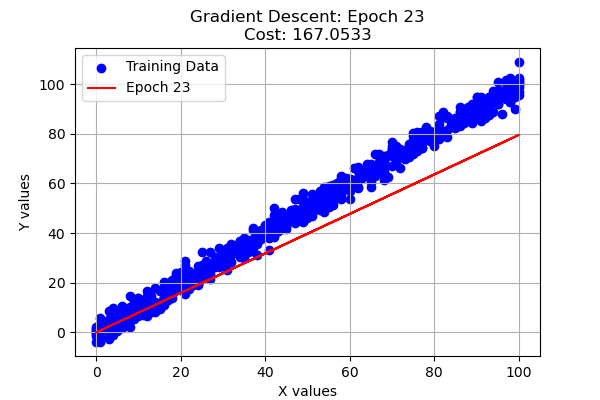 Gradient Descent: Epoch 23
Cost: 167.0533
Training Data
Epoch 23
Y values
100
80
60
40
20
0
0 20 40 60 80 100
X values